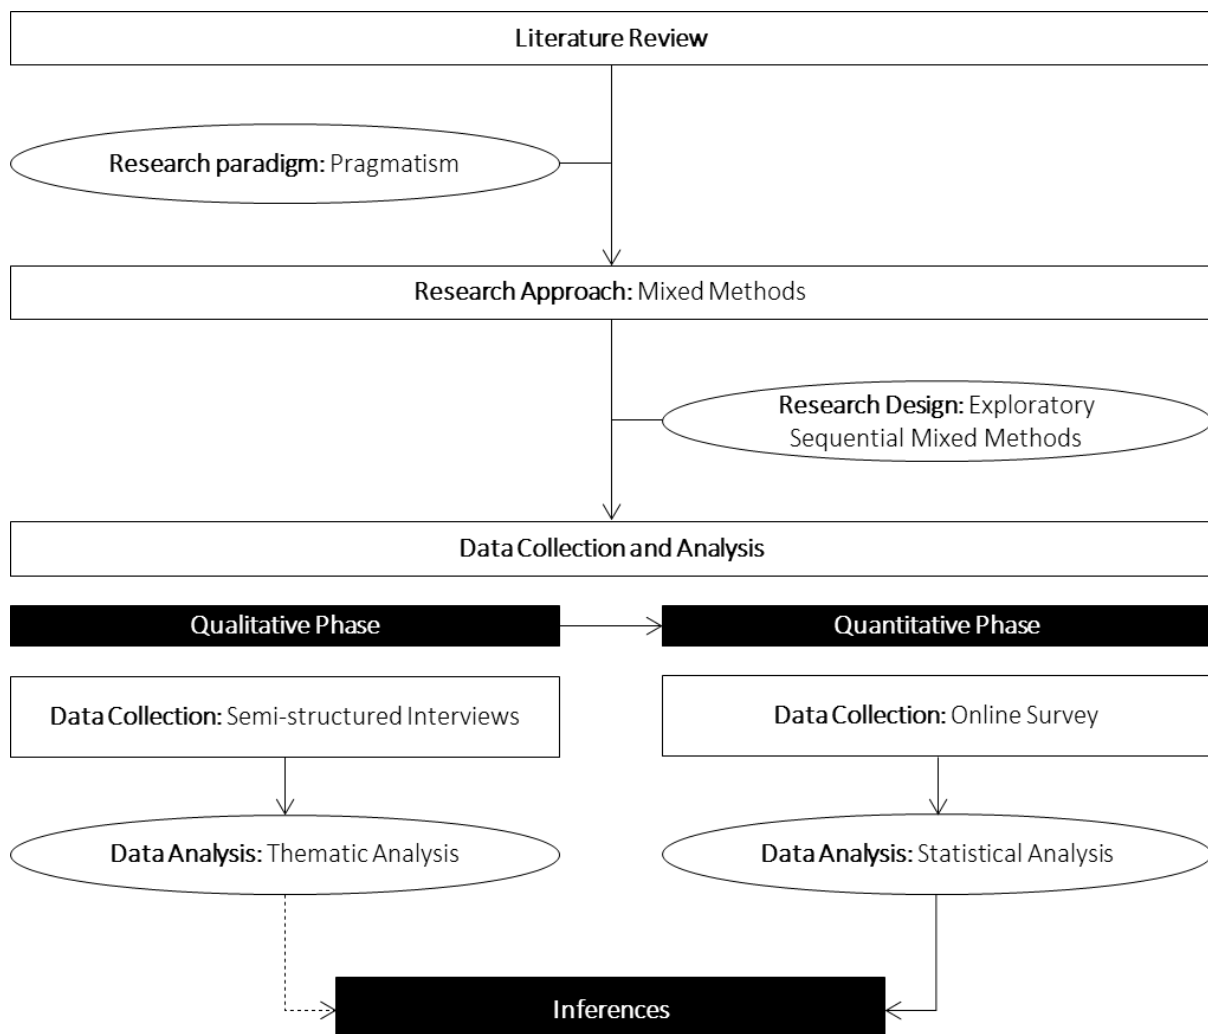 Literature Review
Research paradigm: Pragmatism
Research Approach: Mixed Methods
Research Design: Exploratory
Sequential Mixed Methods
Data Collection and Analysis
Qualitative Phase
Quantitative Phase
Data Collection: Semi-structured Interviews
Data Collection: Online Survey
Data Analysis: Thematic Analysis
Data Analysis: Statistical Analysis
Inferences